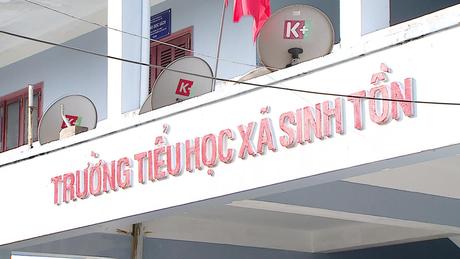 K+
K+
TRƯỜNG TIỂU HỌC XÃ SINH TỒN